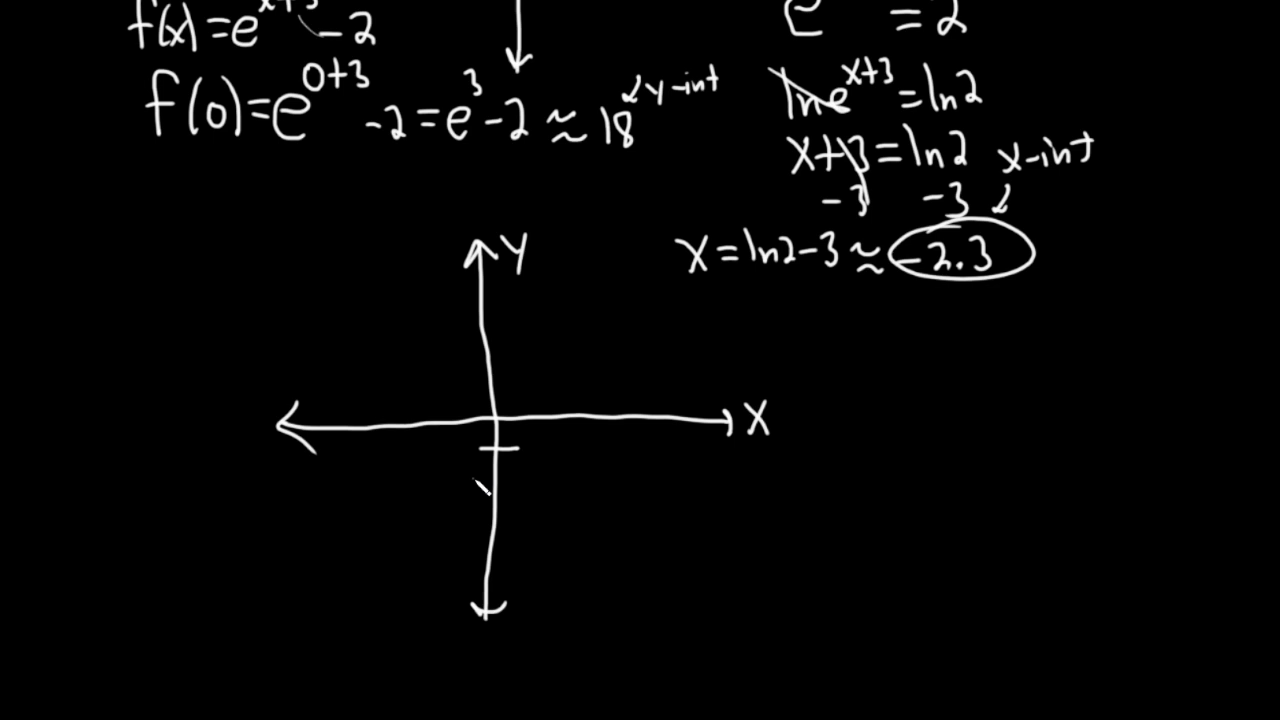 f(x)=e^{x+3} -2
f(0)=e^{0+3} -2=e^3-2≈18 y-int
e =2
ln e^{x+3}=ln2
x+3=ln2 x-int
-3 -3
x=ln2-3≈-2.3
y
x